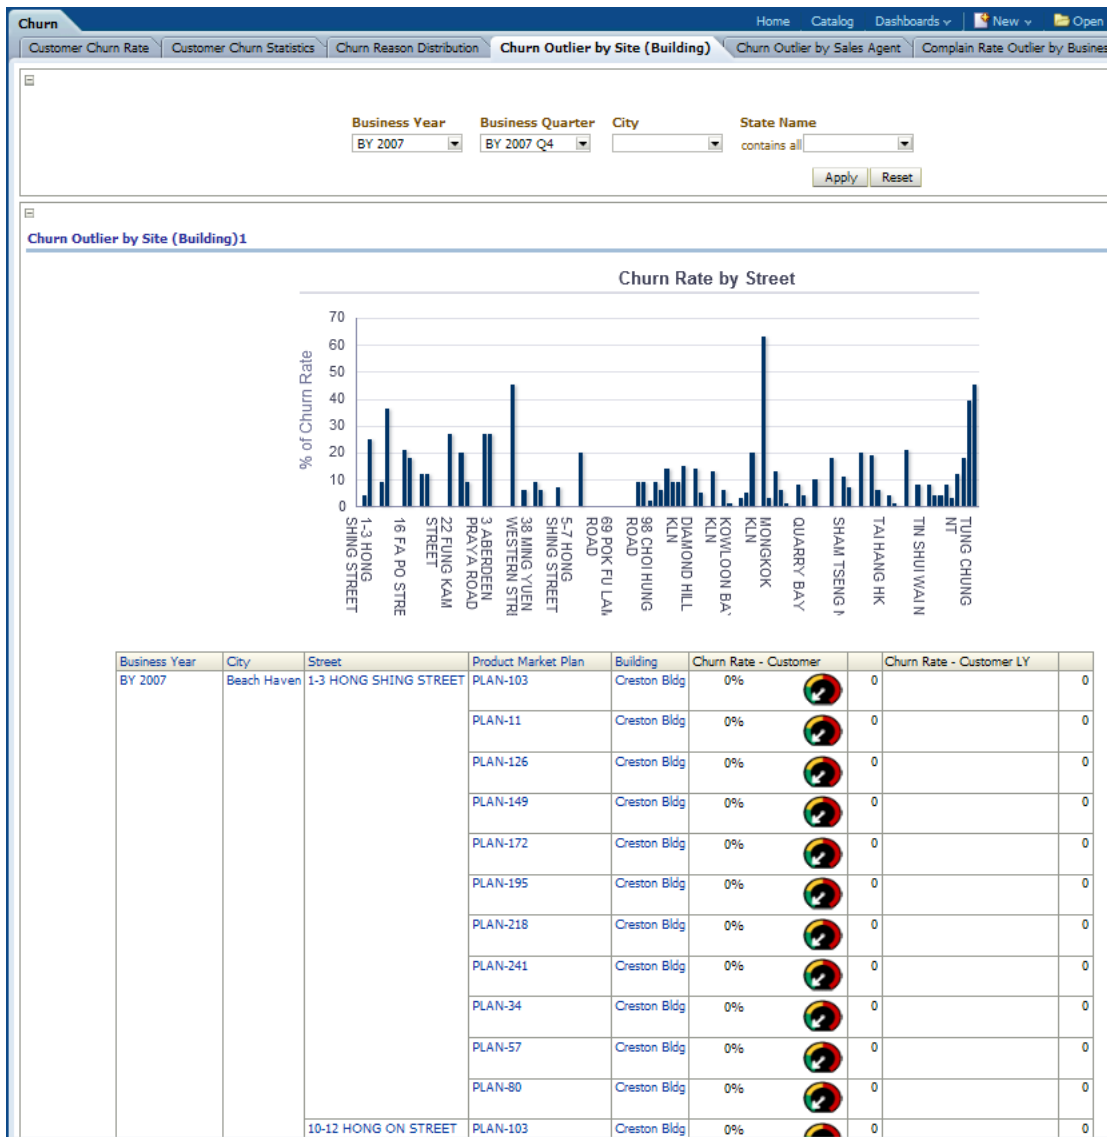 Churn
Home Catalog Dashboards New Open
Customer Churn Rate Customer Churn Statistics Churn Reason Distribution Churn Outlier by Site (Building) Churn Outlier by Sales Agent Complain Rate Outlier by Busines
Business Year Business Quarter City State Name
BY 2007 BY 2007 Q4 contains all
Apply Reset
Churn Outlier by Site (Building)1
Churn Rate by Street
% of Churn Rate
70
60
50
40
30
20
10
0
1-3 HONG
SHING STREET
16 FA PO STRE
22 FUNG KAM
STREET
PRAYA ROAD
3 ABERDEEN
WESTERN STRI
38 MING YUEN
5-7 HONG
SHING STREET
69 POK FU LAM
ROAD
98 CHOI HUNG
ROAD
DIAMOND HILL
KLN
KOWLOON BA
KLN
MONGKOK
KLN
QUARRY BAY
SHAM TSENG N
TAI HANG HK
TIN SHUI WAI N
TUNG CHUNG
NT
Business Year City Street Product Market Plan Building Churn Rate - Customer Churn Rate - Customer LY
BY 2007 Beach Haven 1-3 HONG SHING STREET PLAN-103 Creston Bldg 0% 0 0
PLAN-11 Creston Bldg 0% 0 0
PLAN-126 Creston Bldg 0% 0 0
PLAN-149 Creston Bldg 0% 0 0
PLAN-172 Creston Bldg 0% 0 0
PLAN-195 Creston Bldg 0% 0 0
PLAN-218 Creston Bldg 0% 0 0
PLAN-241 Creston Bldg 0% 0 0
PLAN-34 Creston Bldg 0% 0 0
PLAN-57 Creston Bldg 0% 0 0
PLAN-80 Creston Bldg 0% 0 0
10-12 HONG ON STREET PLAN-103 Creston Bldg 0% 0 0